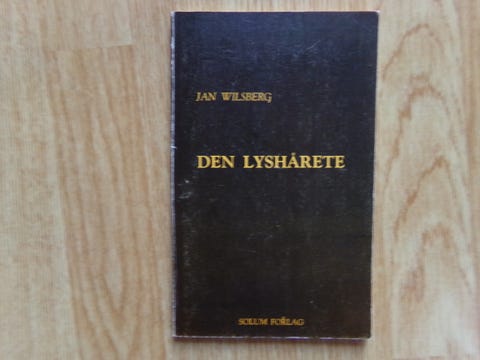 JAN WILSBERG
DEN LYSHÅRETE
SOLUM FORLAG